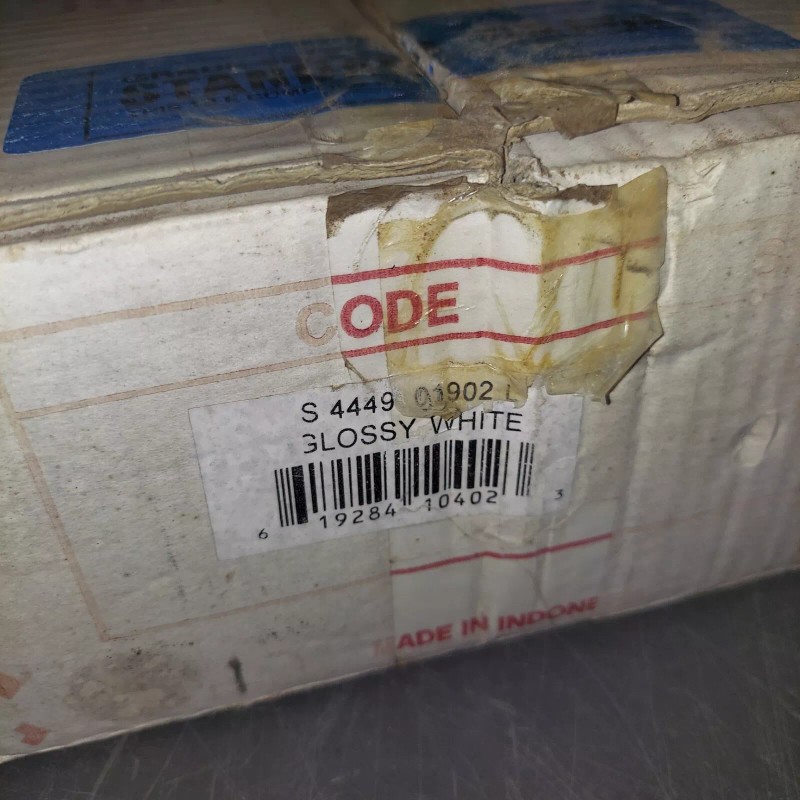 CODE
S 4449 01902 L
GLOSSY WHITE
6 19284 10402 3
MADE IN INDONE